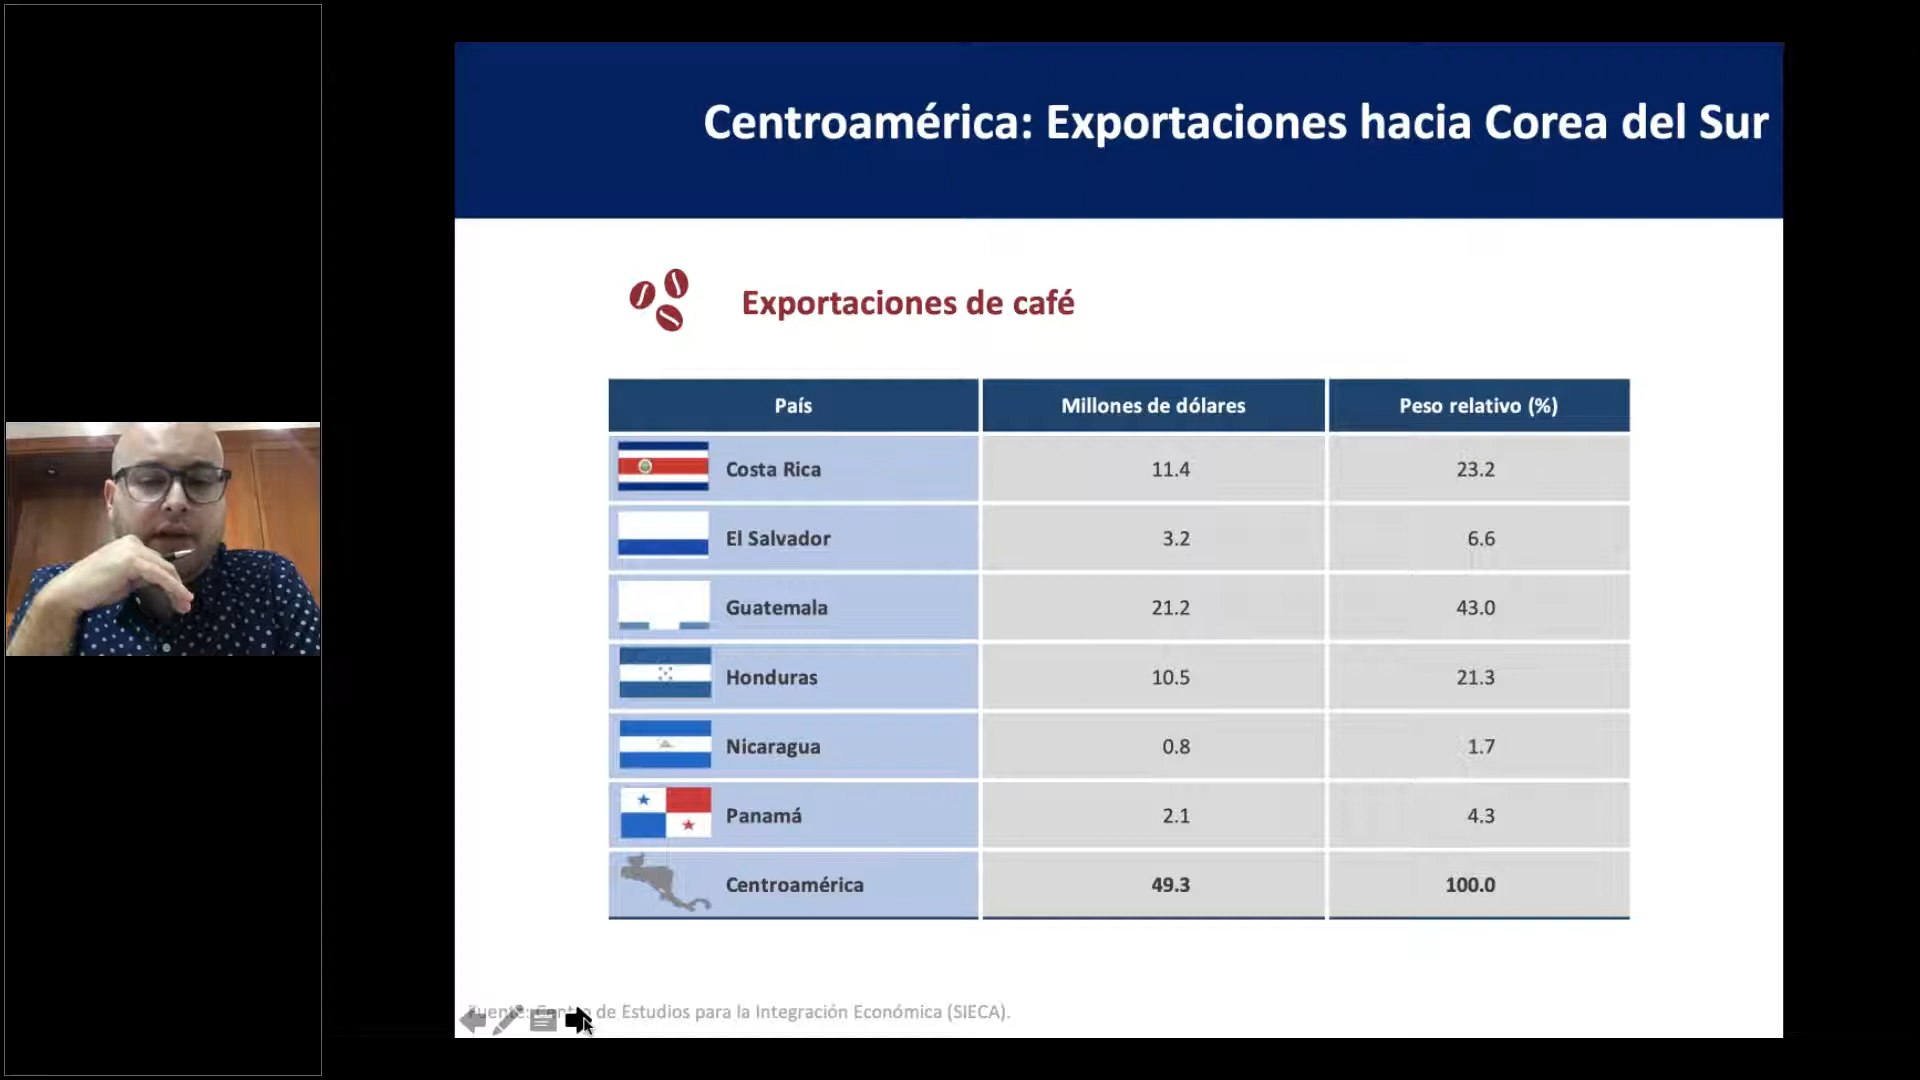 Centroamérica: Exportaciones hacia Corea del Sur
Exportaciones de café
País Millones de dólares Peso relativo (%)
Costa Rica 11.4 23.2
El Salvador 3.2 6.6
Guatemala 21.2 43.0
Honduras 10.5 21.3
Nicaragua 0.8 1.7
Panamá 2.1 4.3
Centroamérica 49.3 100.0
Fuente: Centro de Estudios para la Integración Económica (SIECA).